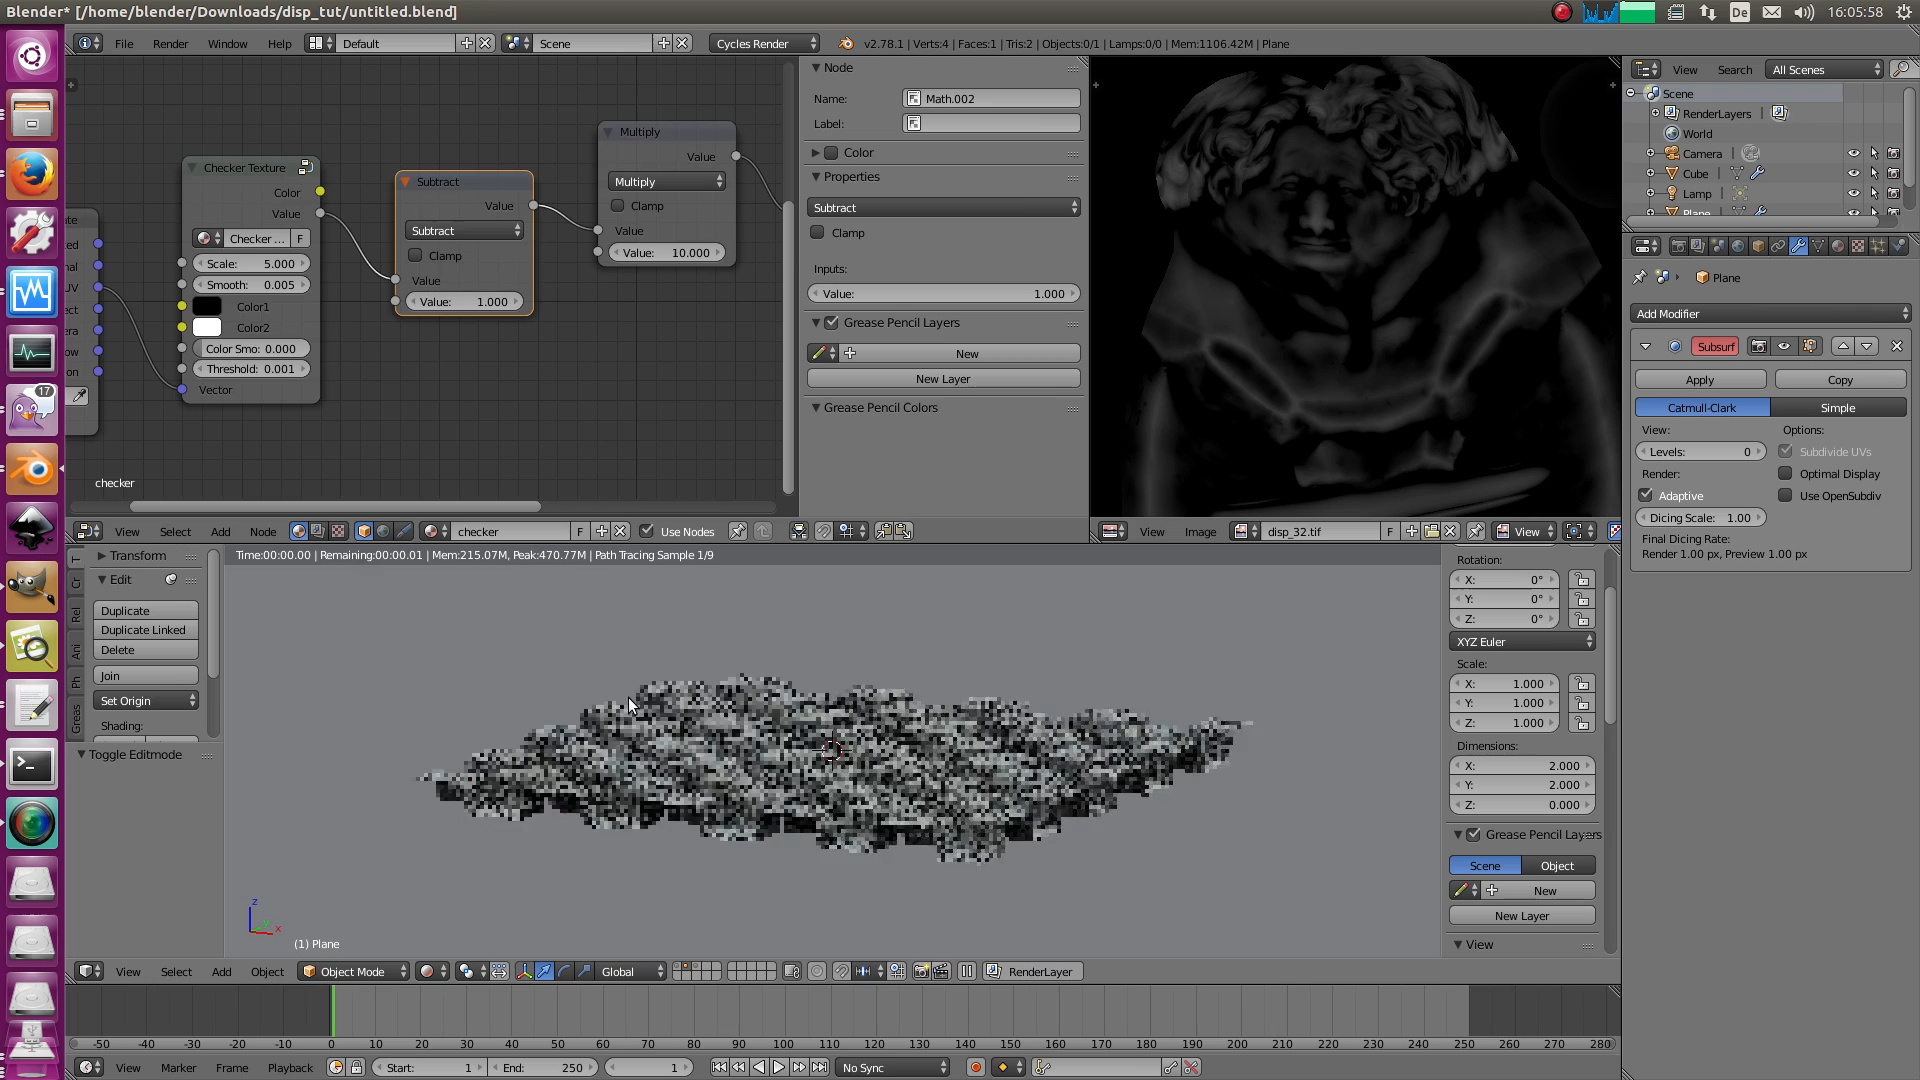 Blender* [/home/blender/Downloads/disp_tut/untitled.blend]
De
16:05:58
17
File Render Window Help
Default
Scene
Cycles Render
v2.78.1 | Verts:4 | Faces:1 | Tris:2 | Objects:0/1 | Lamps:0/0 | Mem:1106.42M | Plane
Checker Texture
Color
Value
Checker ... F
Scale: 5.000
Smooth: 0.005
Color1
Color2
Color Smo: 0.000
Threshold: 0.001
Vector
Subtract
Value
Subtract
Clamp
Value
Value: 1.000
Multiply
Value
Multiply
Clamp
Value
Value: 10.000
checker
View Select Add Node
checker F
Use Nodes
Node
Name: Math.002
Label:
Color
Properties
Subtract
Clamp
Inputs:
Value: 1.000
Grease Pencil Layers
New
New Layer
Grease Pencil Colors
View Image
disp_32.tif F
View
View Search All Scenes
Scene
RenderLayers
World
Camera
Cube
Lamp
Plane
Plane
Add Modifier
Subsurf
Apply Copy
Catmull-Clark Simple
View: Options:
Levels: 0 Subdivide UVs
Render: Optimal Display
Adaptive Use OpenSubdiv
Dicing Scale: 1.00
Final Dicing Rate:
Render 1.00 px, Preview 1.00 px
Transform
Edit
Duplicate
Duplicate Linked
Delete
Join
Set Origin
Shading:
Toggle Editmode
T
Cr
Rel
Ani
Ph
Greas
Time:00:00.00 | Remaining:00:00.01 | Mem:215.07M, Peak:470.77M | Path Tracing Sample 1/9
z
x
(1) Plane
Rotation:
X: 0°
Y: 0°
Z: 0°
XYZ Euler
Scale:
X: 1.000
Y: 1.000
Z: 1.000
Dimensions:
X: 2.000
Y: 2.000
Z: 0.000
Grease Pencil Layers
Scene Object
New
New Layer
View
View Select Add Object
Object Mode
Global
RenderLayer
-50 -40 -30 -20 -10 0 10 20 30 40 50 60 70 80 90 100 110 120 130 140 150 160 170 180 190 200 210 220 230 240 250 260 270 280
View Marker Frame Playback
Start: 1
End: 250
1
No Sync